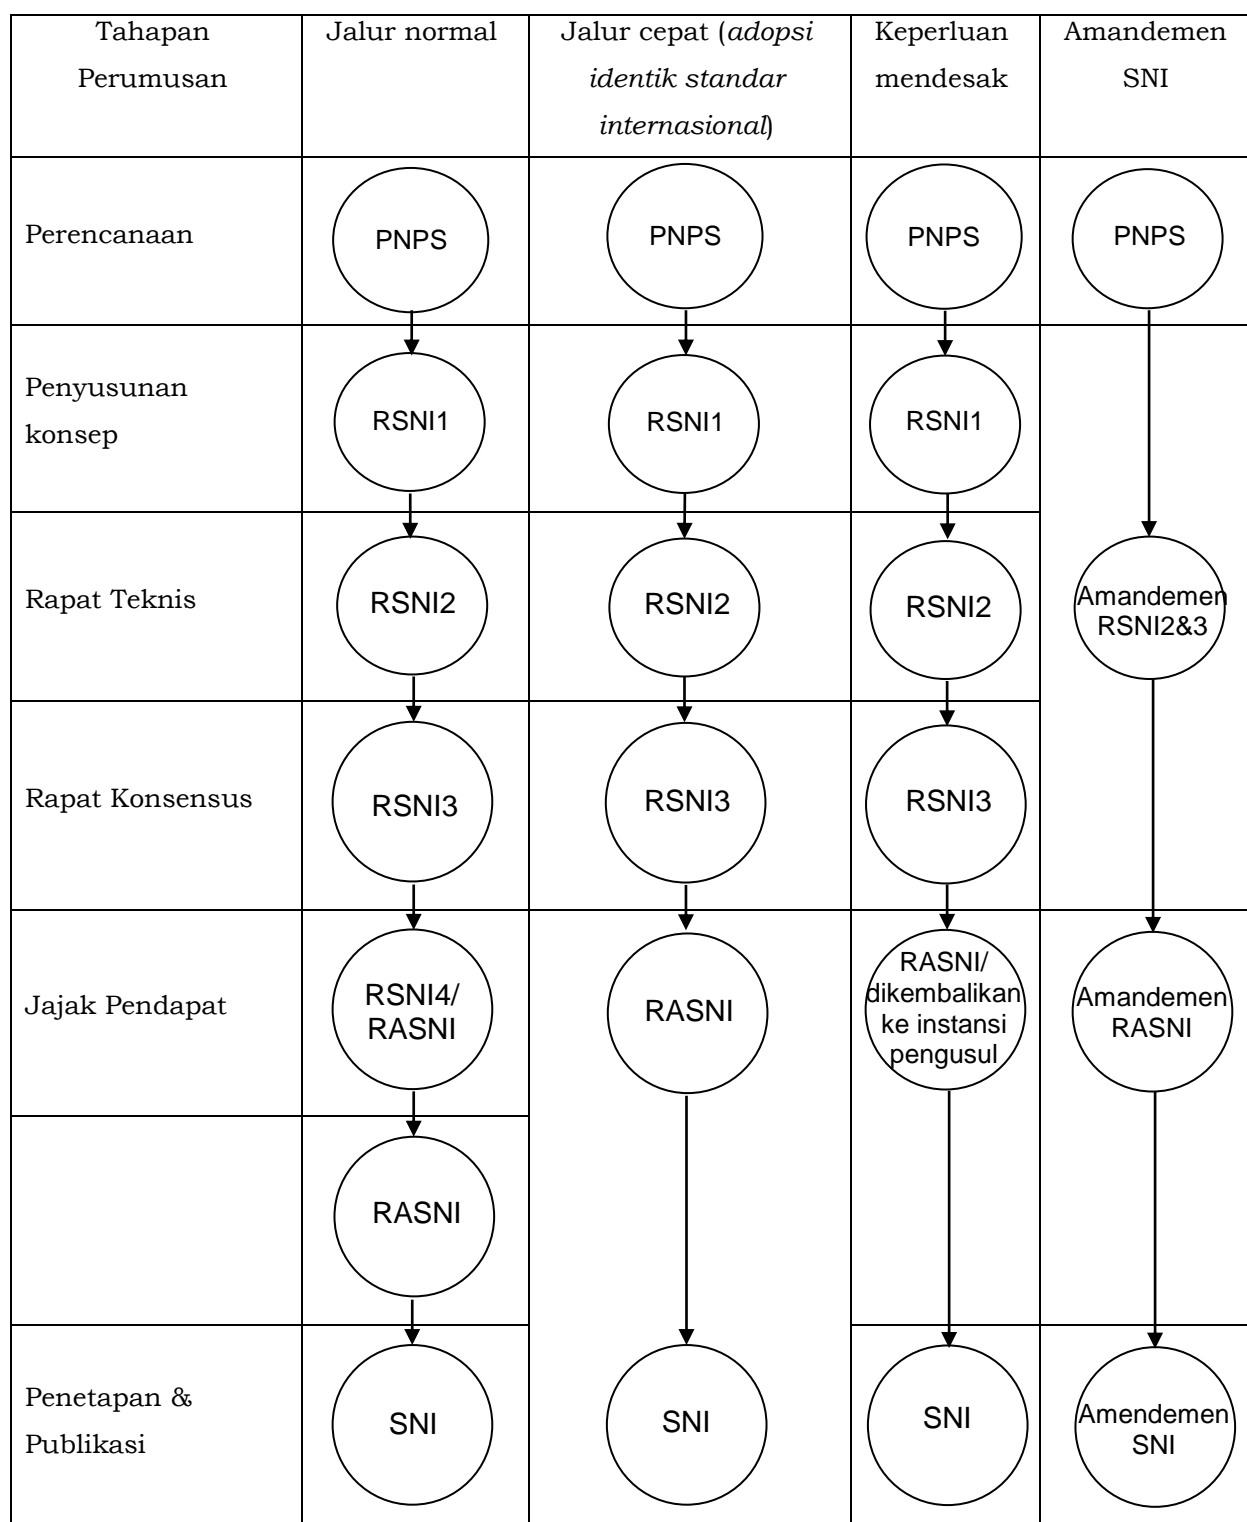 Tahapan
Perumusan
Jalur normal
Jalur cepat (adopsi
identik standar
internasional)
Keperluan
mendesak
Amandemen
SNI
Perencanaan
PNPS
PNPS
PNPS
PNPS
Penyusunan
konsep
RSNI1
RSNI1
RSNI1
Rapat Teknis
RSNI2
RSNI2
RSNI2
Amandemen
RSNI2&3
Rapat Konsensus
RSNI3
RSNI3
RSNI3
Jajak Pendapat
RSNI4/
RASNI
RASNI
RASNI/
dikembalikan
ke instansi
pengusul
Amandemen
RASNI
RASNI
Penetapan &
Publikasi
SNI
SNI
SNI
Amendemen
SNI